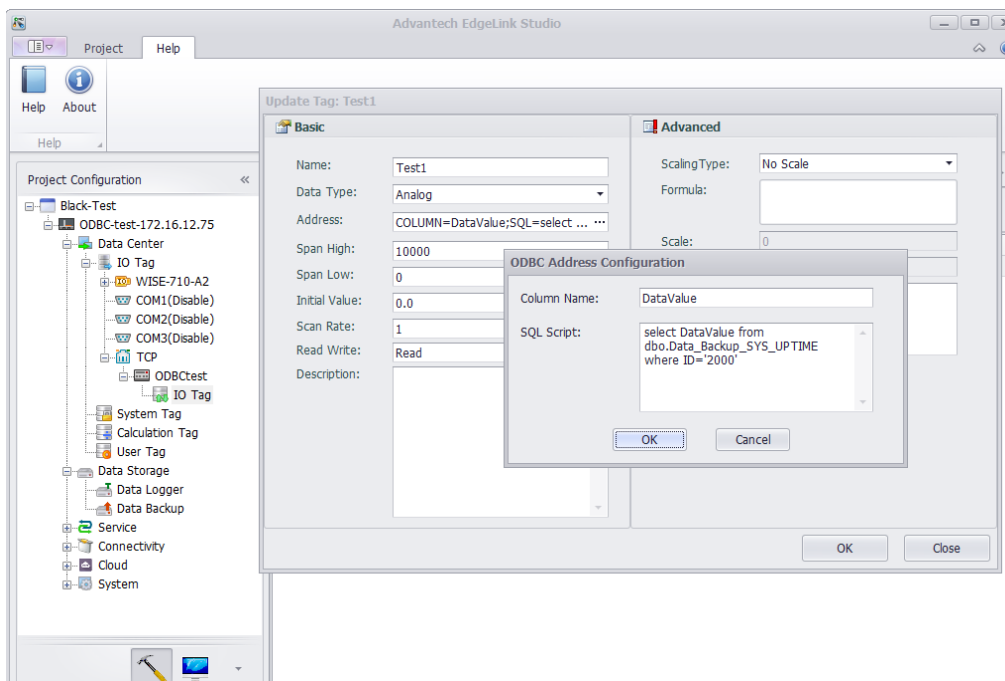 Advantech EdgeLink Studio
Project Help
Help About
Help
Project Configuration
Black-Test
ODBC-test-172.16.12.75
Data Center
IO Tag
WISE-710-A2
COM1(Disable)
COM2(Disable)
COM3(Disable)
TCP
ODBCtest
IO Tag
System Tag
Calculation Tag
User Tag
Data Storage
Data Logger
Data Backup
Service
Connectivity
Cloud
System
Update Tag: Test1
Basic
Name: Test1
Data Type: Analog
Address: COLUMN=DataValue;SQL=select ... ...
Span High: 10000
Span Low: 0
Initial Value: 0.0
Scan Rate: 1
Read Write: Read
Description:
Advanced
ScalingType: No Scale
Formula:
Scale: 0
ODBC Address Configuration
Column Name: DataValue
SQL Script: select DataValue from
dbo.Data_Backup_SYS_UPTIME
where ID='2000'
OK Cancel
OK Close